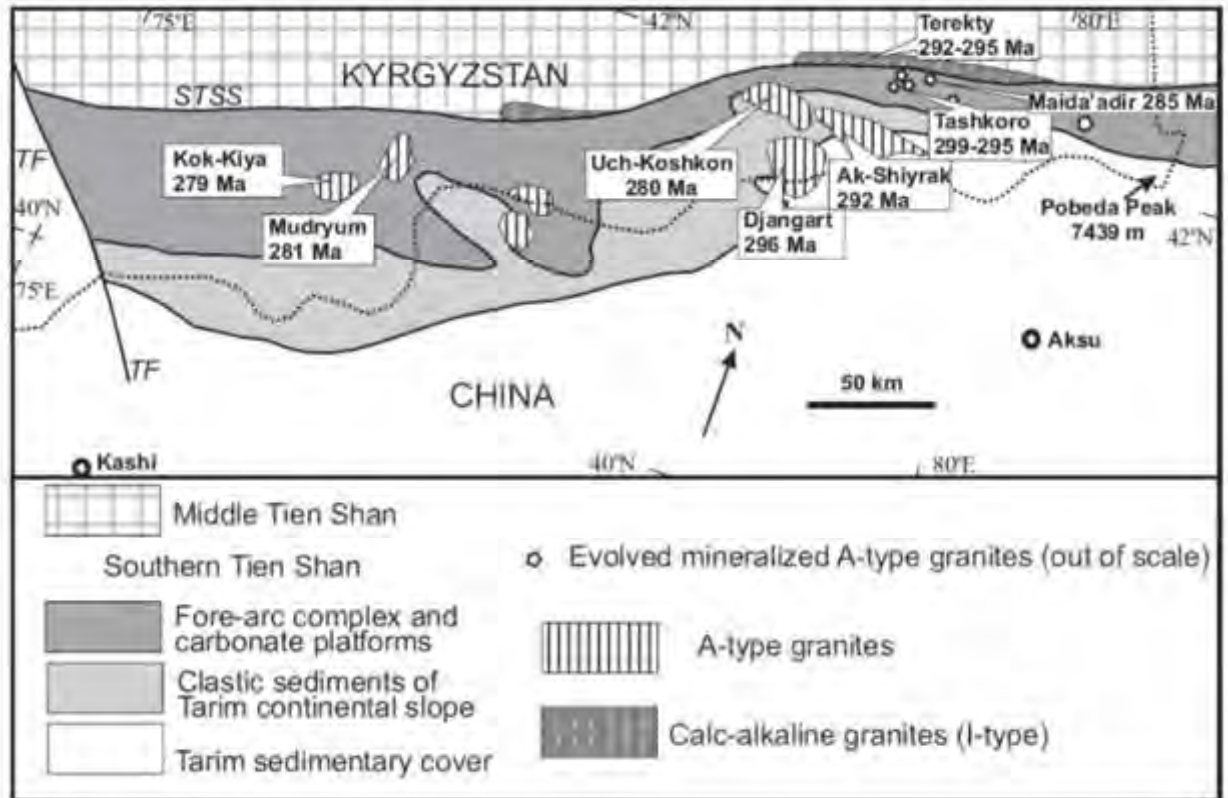 75°E
42°N
80°E
Terekty
292-295 Ma
KYRGYZSTAN
STSS
Maida'adir 285 Ma
Tashkoro
299-295 Ma
TF
Kok-Kiya
279 Ma
Uch-Koshkon
280 Ma
Ak-Shiyrak
292 Ma
Mudryum
281 Ma
Djangart
296 Ma
Pobeda Peak
7439 m
42°N
40°N
75°E
TF
N
Aksu
50 km
CHINA
Kashi
40°N
80°E
Middle Tien Shan
Southern Tien Shan
Fore-arc complex and
carbonate platforms
Clastic sediments of
Tarim continental slope
Tarim sedimentary cover
Evolved mineralized A-type granites (out of scale)
A-type granites
Calc-alkaline granites (I-type)